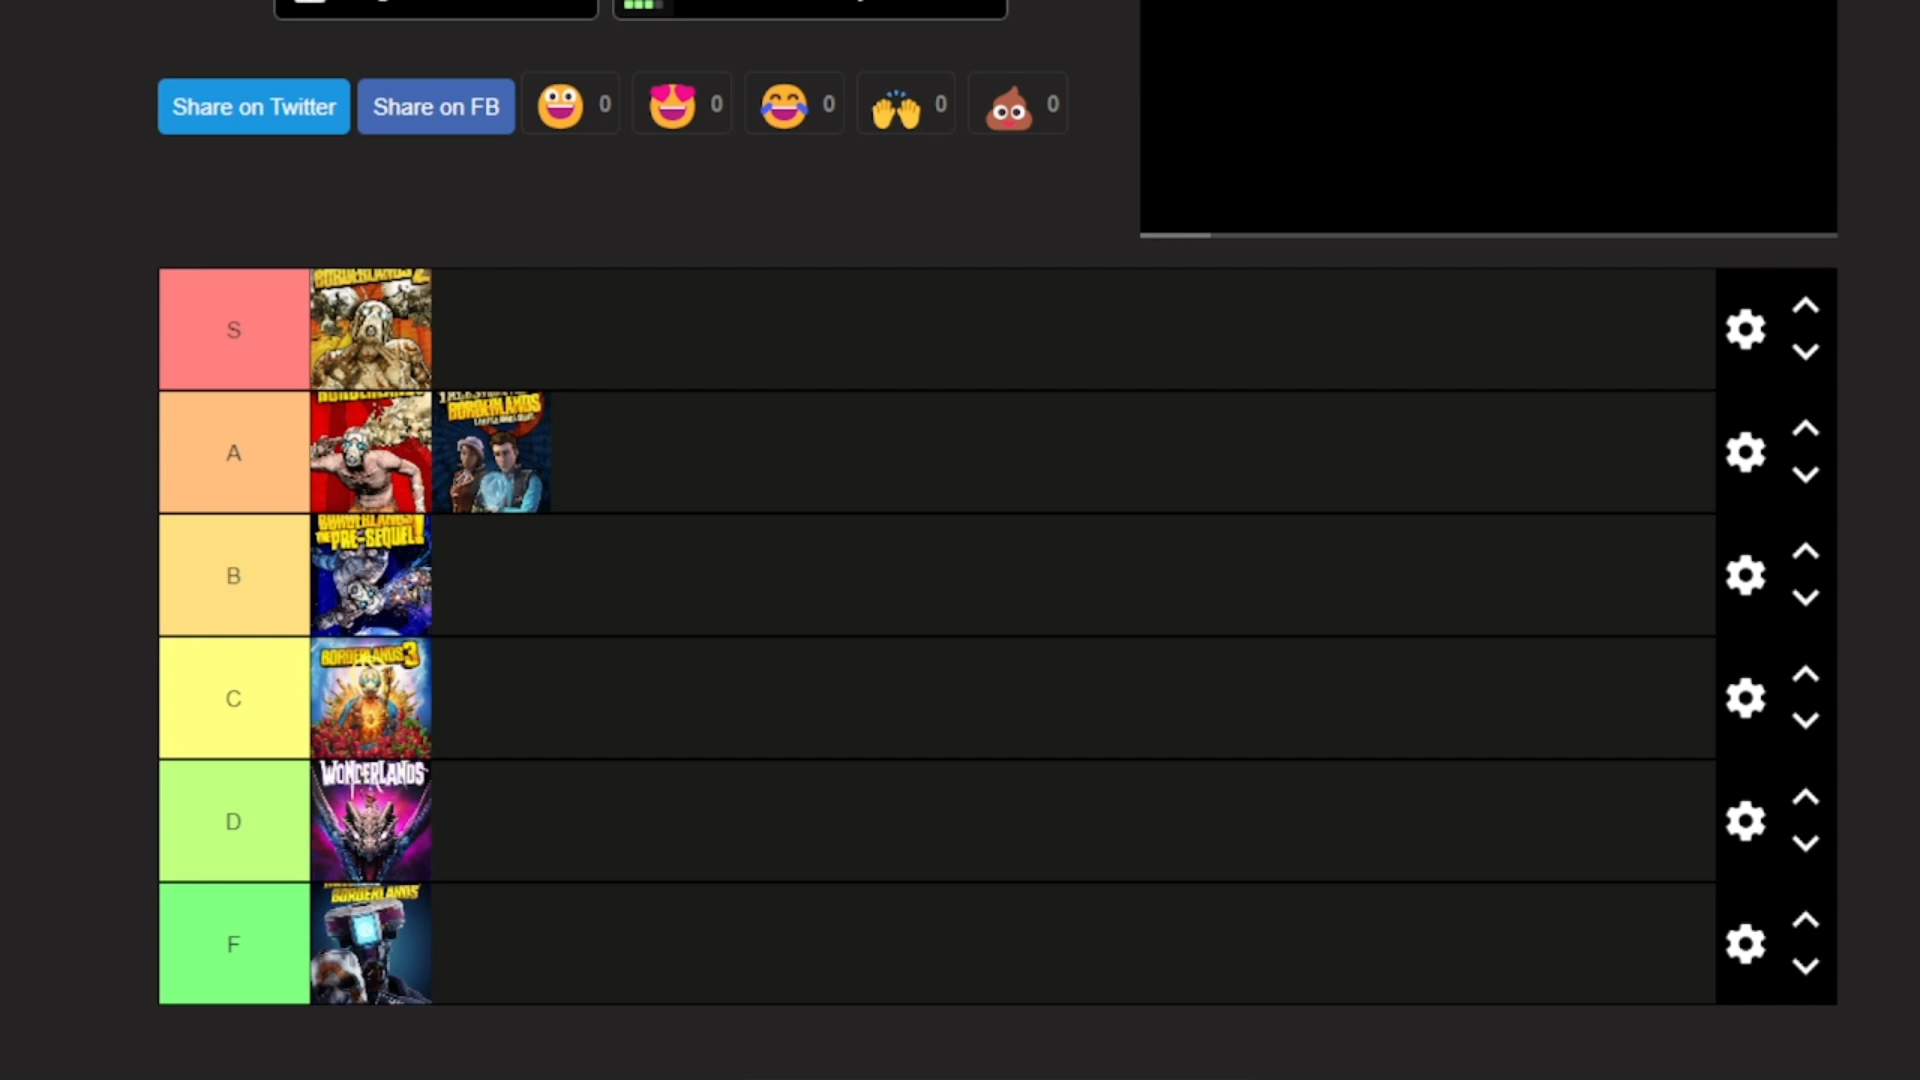 Share on Twitter
Share on FB
0
0
0
0
0
S
BORDERLANDS 2
A
BORDERLANDS
BORDERLANDS
B
BORDERLANDS
THE PRE-SEQUEL!
C
BORDERLANDS 3
D
WONDERLANDS
F
BORDERLANDS